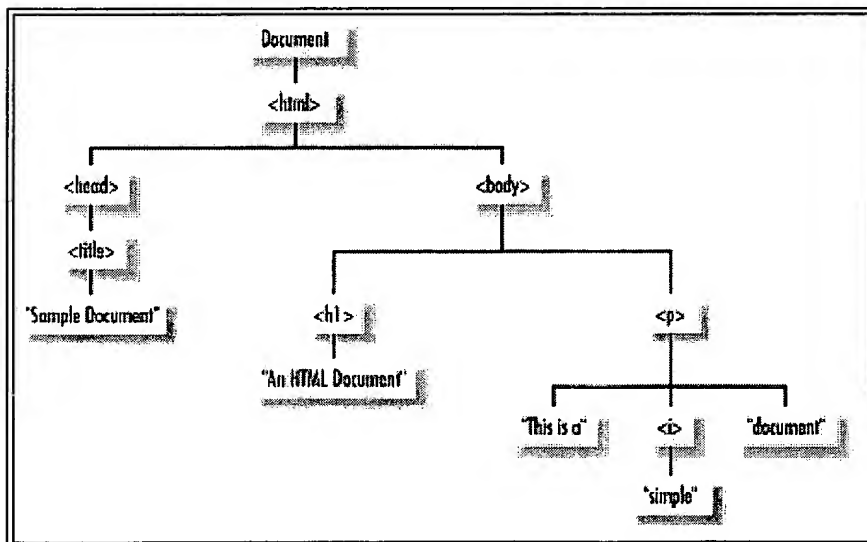 Document
<html>
<head> <body>
<title>
"Sample Document" <h1> <p>
"An HTML Document"
"This is a" <i> "document"
"simple"